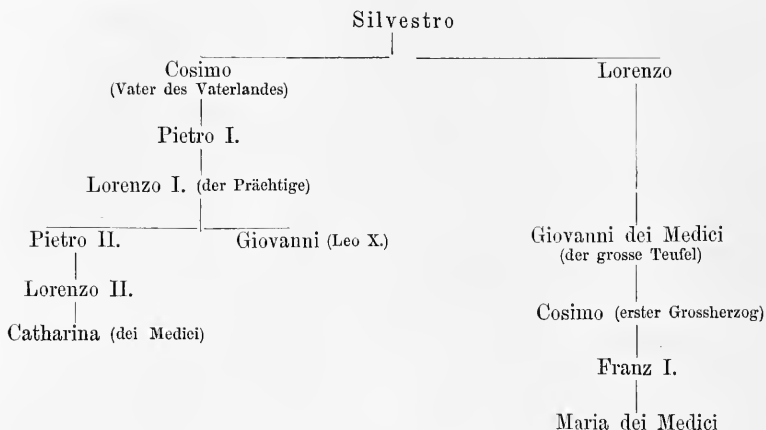 Silvestro
Cosimo
(Vater des Vaterlandes)
Lorenzo
Pietro I.
Lorenzo I. (der Prächtige)
Pietro II.
Giovanni (Leo X.)
Giovanni dei Medici
(der grosse Teufel)
Lorenzo II.
Cosimo (erster Grossherzog)
Catharina (dei Medici)
Franz I.
Maria dei Medici